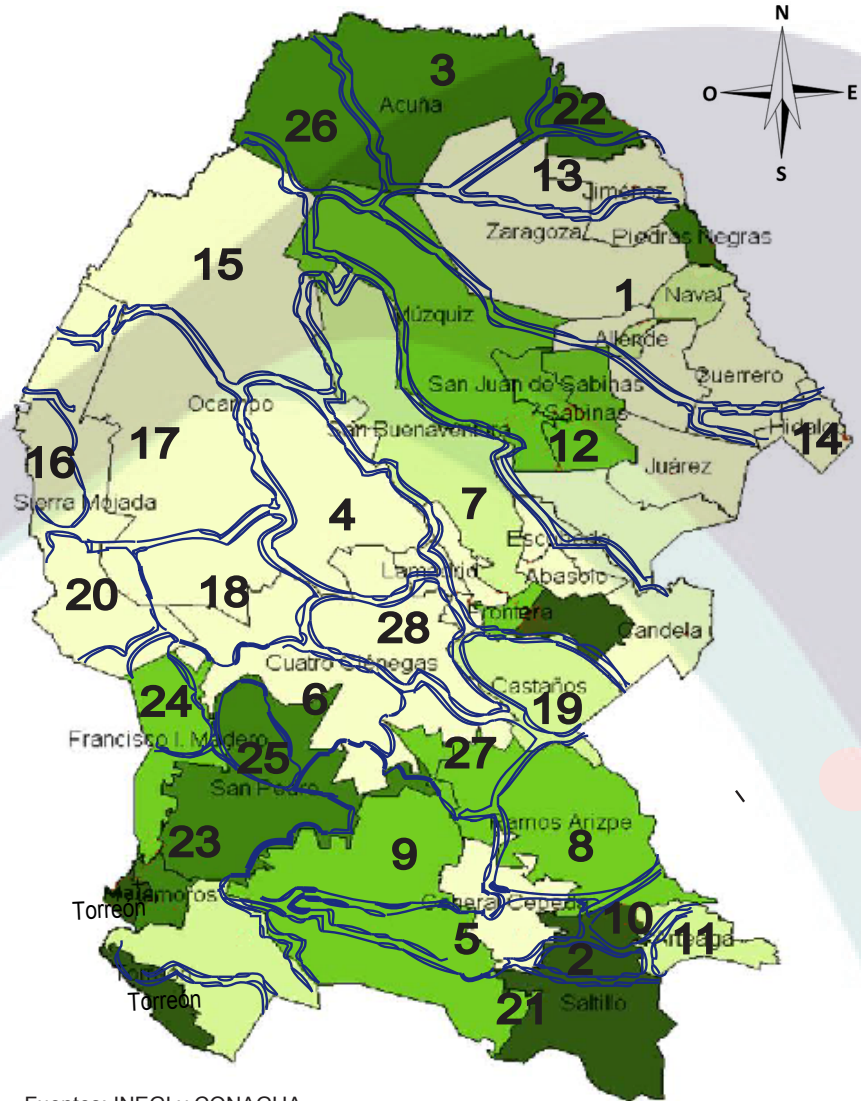 N
O E
S
3
Acuña
26
22
13
Jiménez
Zaragoza
Piedras Negras
15
1
Nava
Múzquiz
Allende
Guerrero
San Juan de Sabinas
Ocampo
Sabinas
Hidalgo
San Buenaventura
12
14
17
16
Juárez
Sierra Mojada
7
4
Escobedo
Lamadrid
Abasolo
20
18
Frontera
28
Candela
Cuatro Ciénegas
Castaños
24
6
19
Francisco I. Madero
27
25
San Pedro
Ramos Arizpe
23
9
8
Matamoros
Torreón
General Cepeda
10
5
11
Arteaga
2
Torreón
Torreón
21
Saltillo
Fuentes: INEGI y CONAGUA